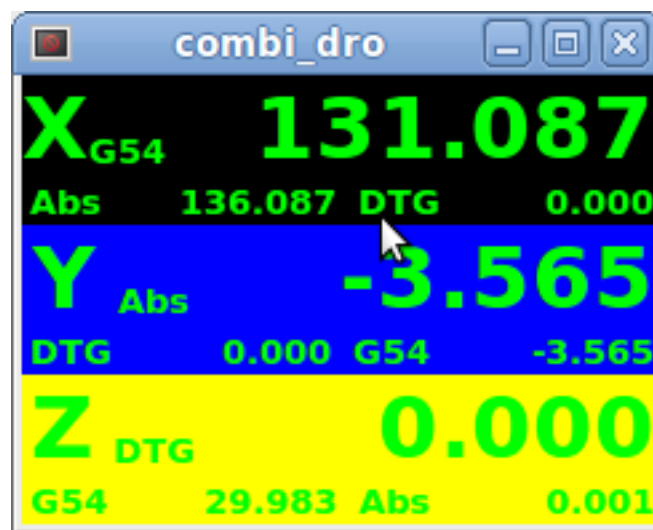 combi_dro
X G54 131.087
Abs 136.087 DTG 0.000
Y Abs -3.565
DTG 0.000 G54 -3.565
Z DTG 0.000
G54 29.983 Abs 0.001